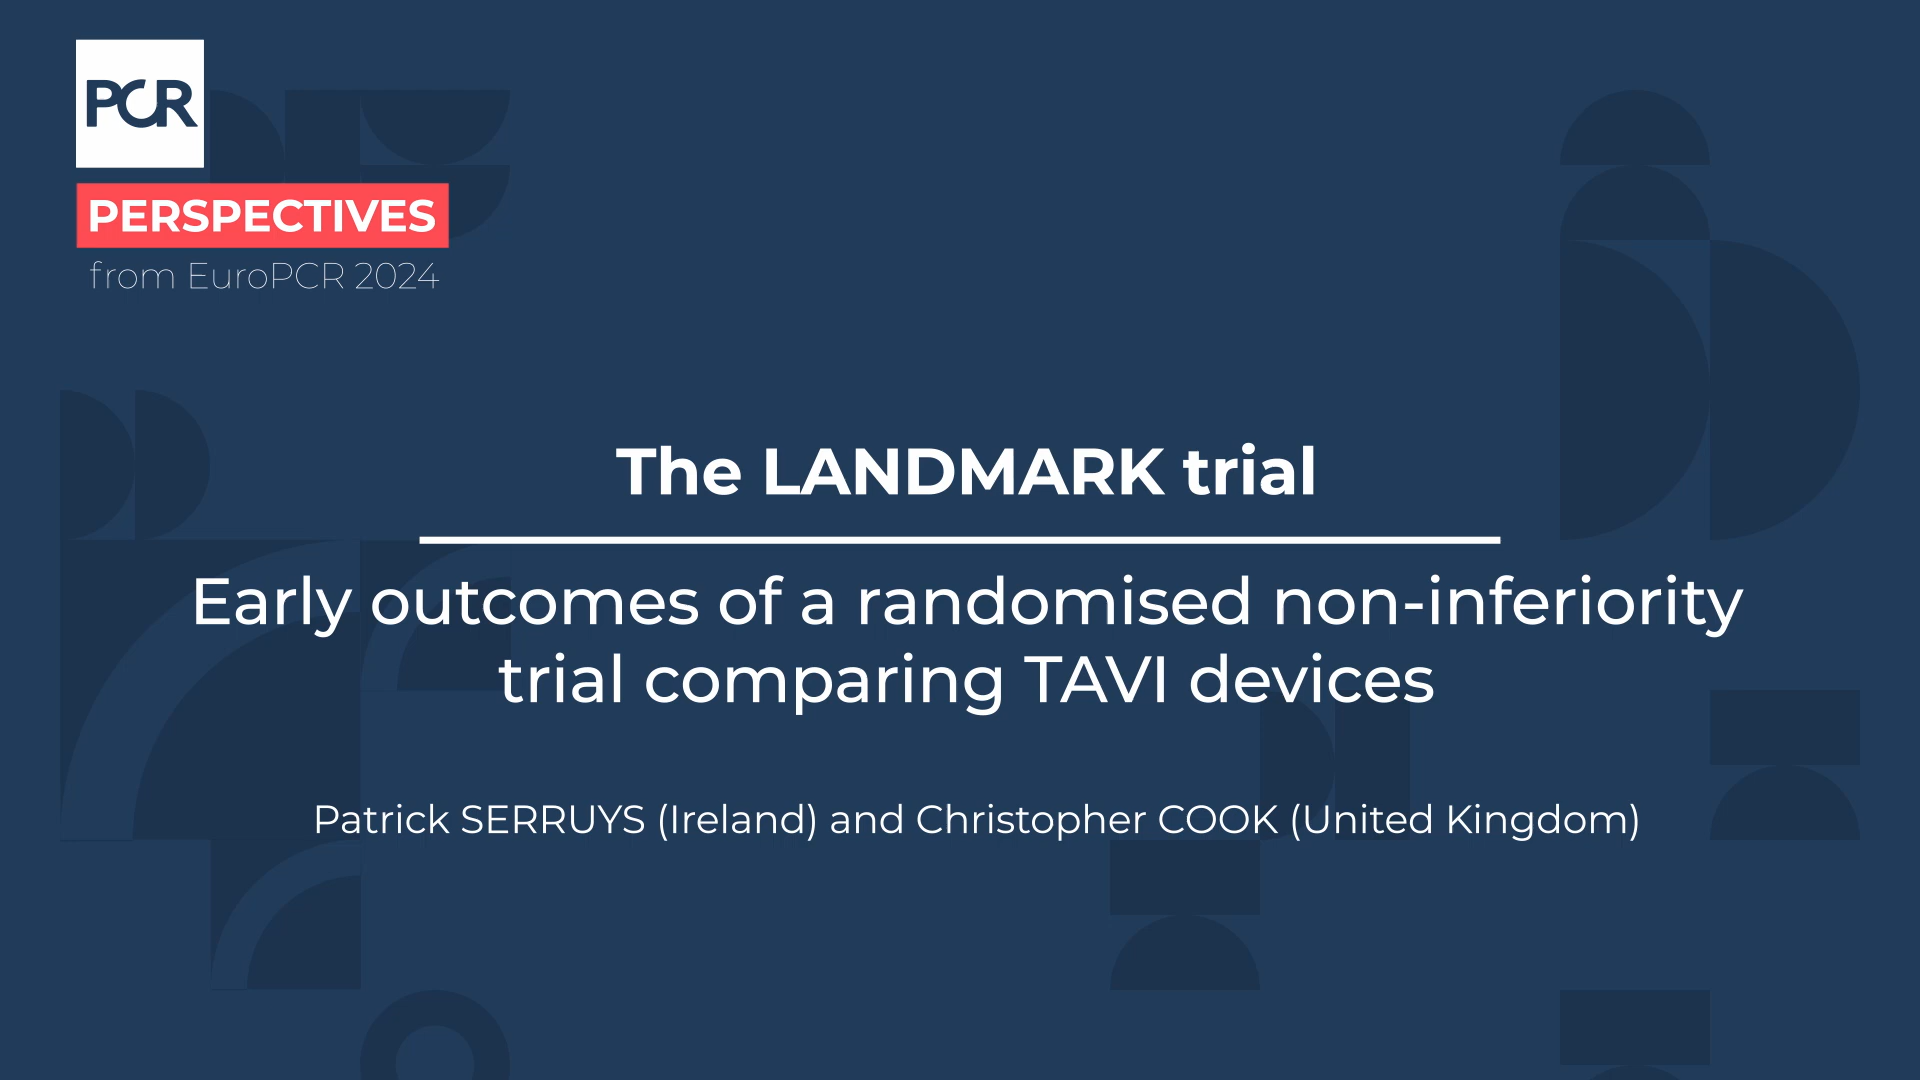 PCR
PERSPECTIVES
from EuroPCR 2024
The LANDMARK trial
Early outcomes of a randomised non-inferiority
trial comparing TAVI devices
Patrick SERRUYS (Ireland) and Christopher COOK (United Kingdom)